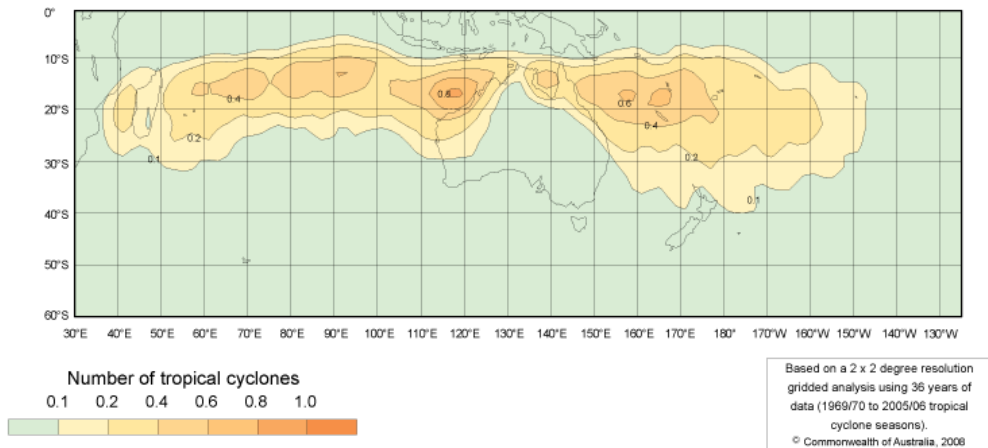 0°
10°S
20°S
30°S
40°S
50°S
60°S
0.4
0.2
0.1
0.8
0.6
0.4
0.2
0.1
30°E 40°E 50°E 60°E 70°E 80°E 90°E 100°E 110°E 120°E 130°E 140°E 150°E 160°E 170°E 180° 170°W 160°W 150°W 140°W 130°W
Number of tropical cyclones
0.1 0.2 0.4 0.6 0.8 1.0
Based on a 2 x 2 degree resolution
gridded analysis using 36 years of
data (1969/70 to 2005/06 tropical
cyclone seasons).
© Commonwealth of Australia, 2008